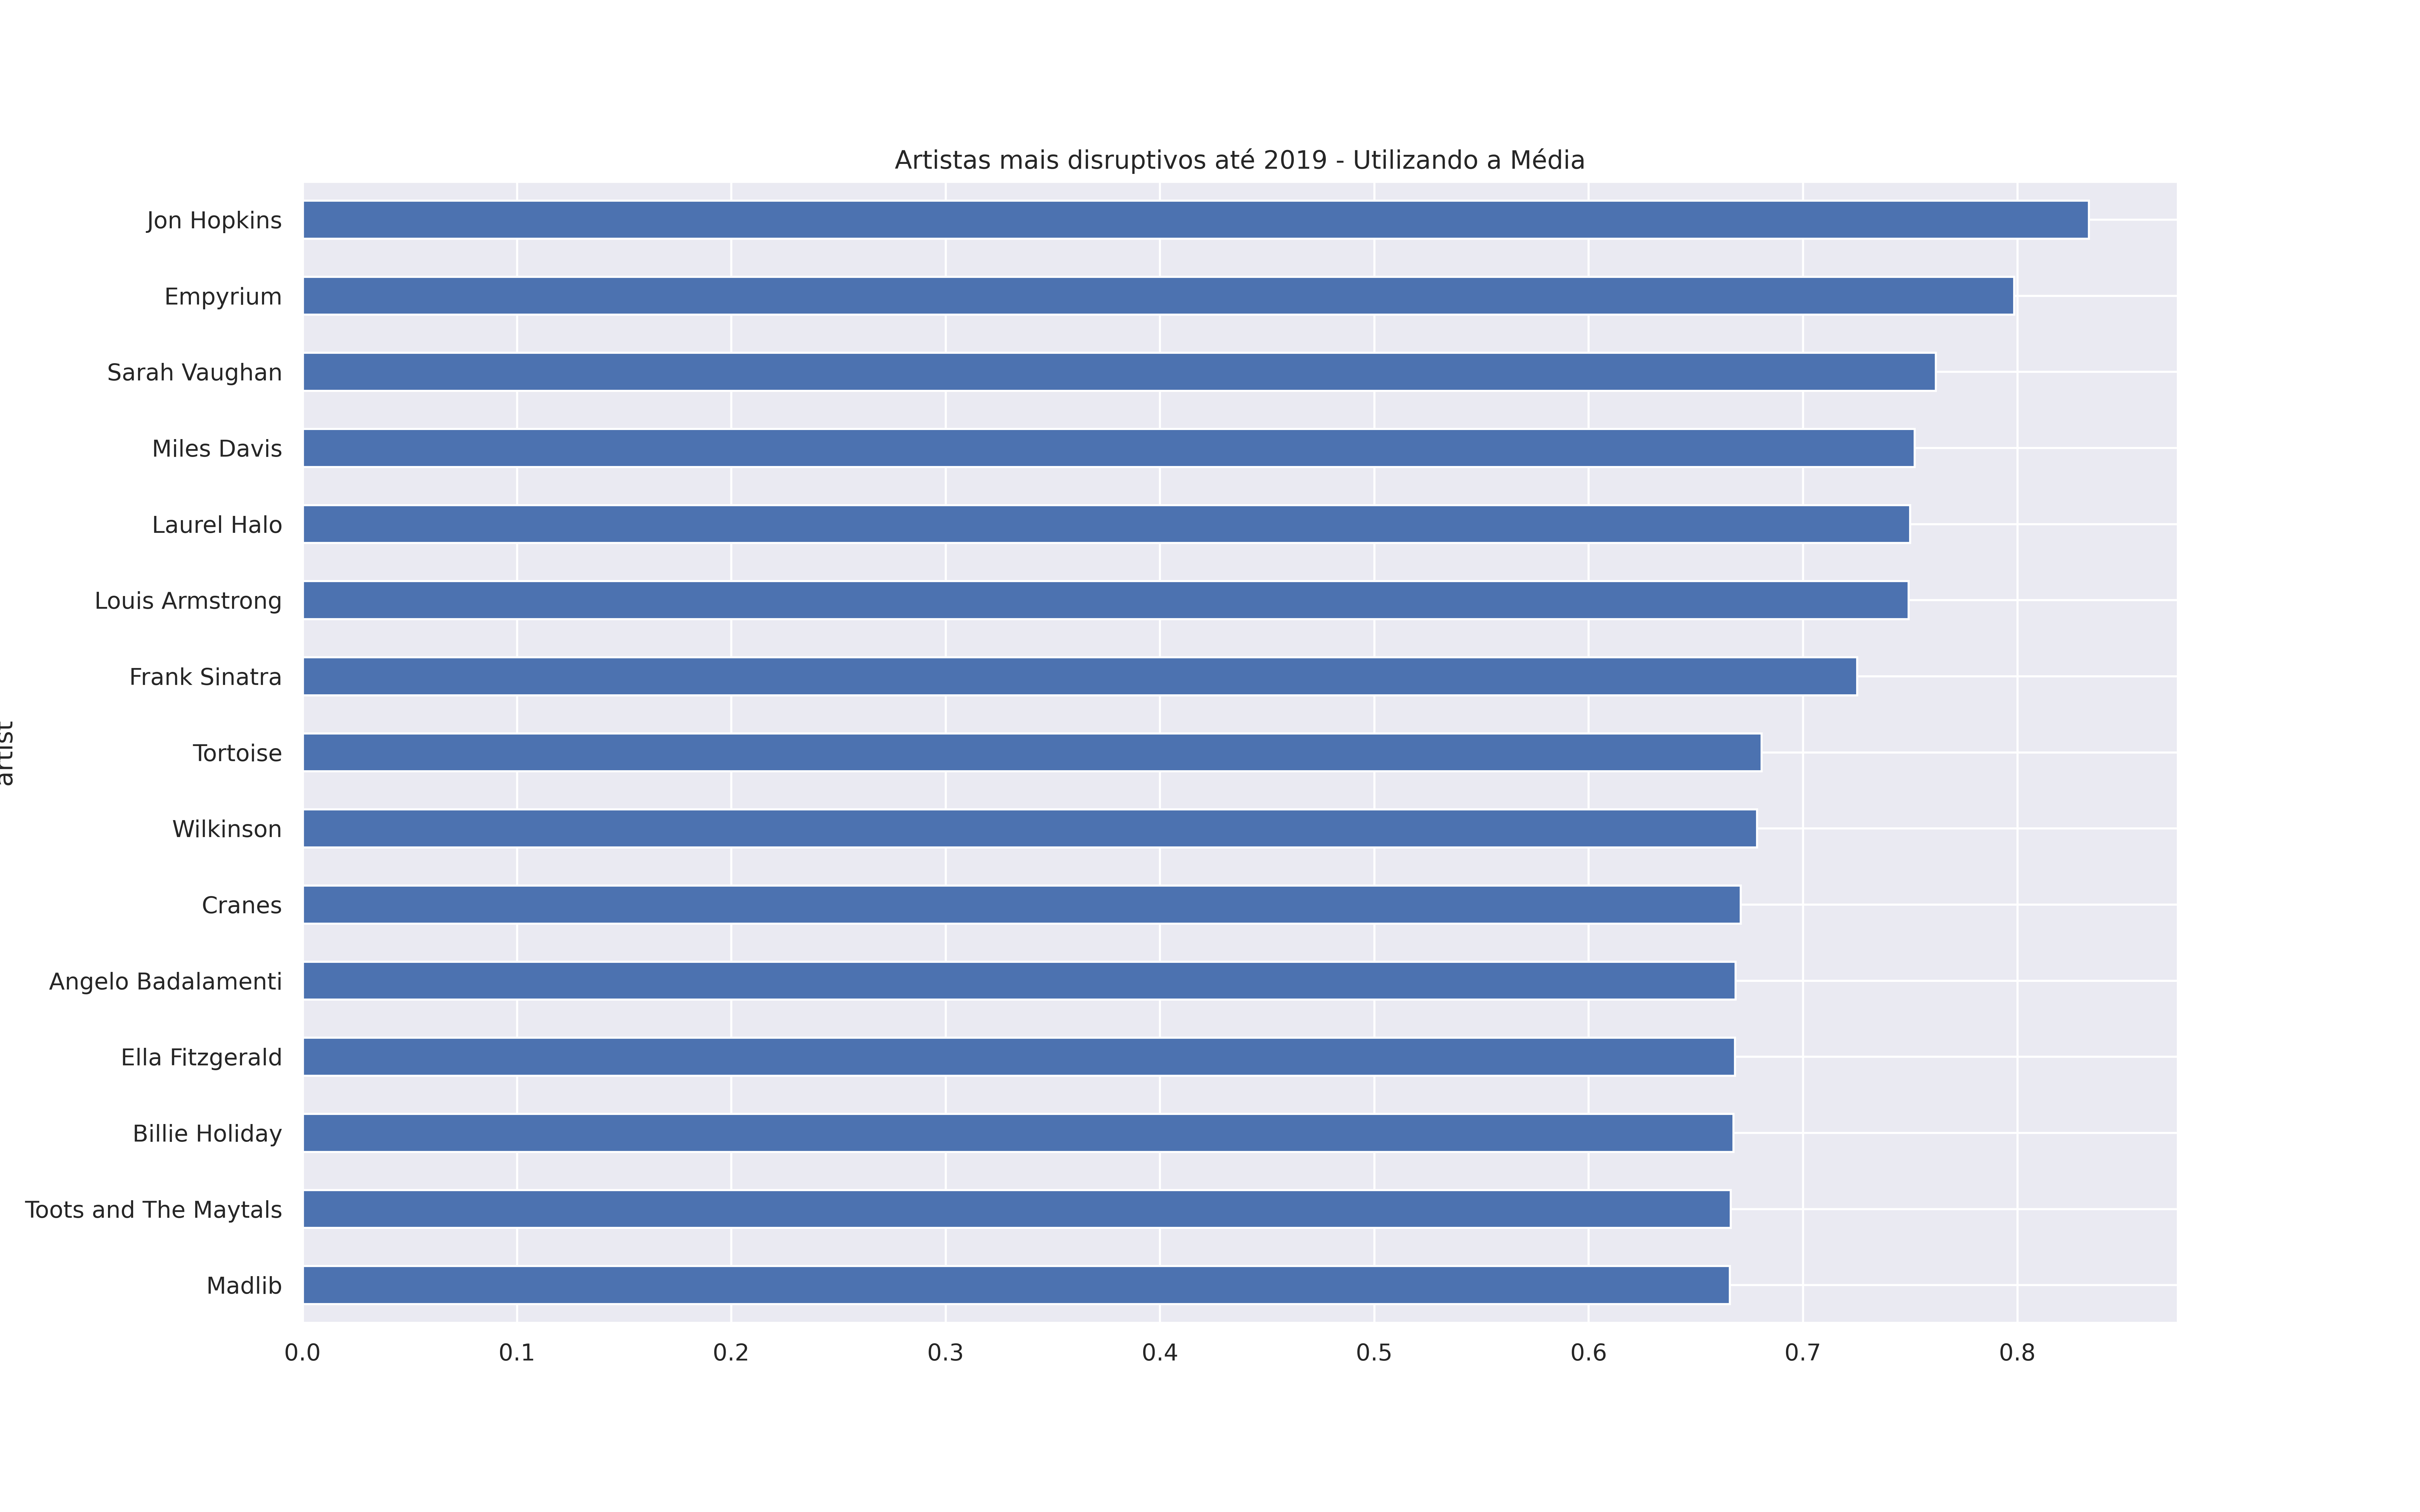 Artistas mais disruptivos até 2019 - Utilizando a Média
artist
Jon Hopkins
Empyrium
Sarah Vaughan
Miles Davis
Laurel Halo
Louis Armstrong
Frank Sinatra
Tortoise
Wilkinson
Cranes
Angelo Badalamenti
Ella Fitzgerald
Billie Holiday
Toots and The Maytals
Madlib
0.0 0.1 0.2 0.3 0.4 0.5 0.6 0.7 0.8